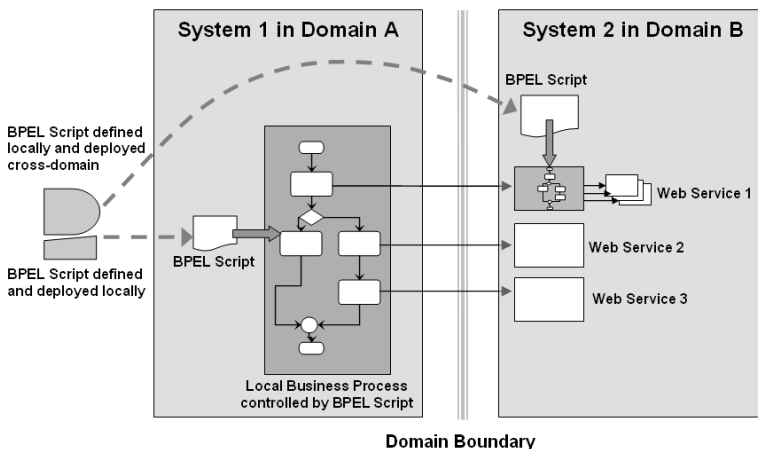 System 1 in Domain A
System 2 in Domain B
BPEL Script
BPEL Script defined
locally and deployed
cross-domain
Web Service 1
BPEL Script
Web Service 2
BPEL Script defined
and deployed locally
Web Service 3
Local Business Process
controlled by BPEL Script
Domain Boundary